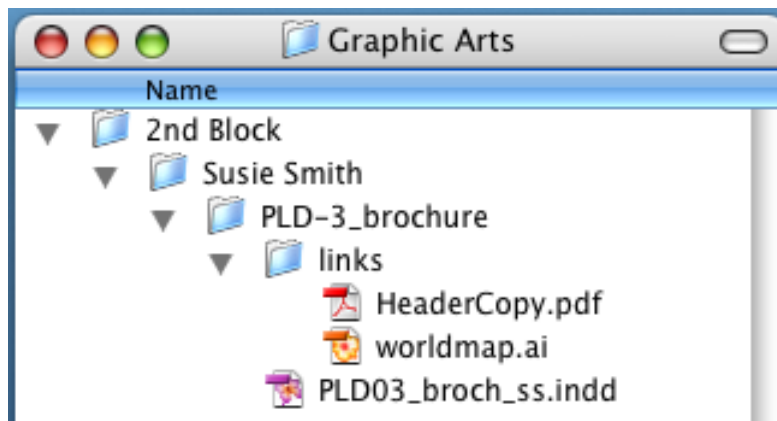 Graphic Arts
Name
2nd Block
Susie Smith
PLD-3_brochure
links
HeaderCopy.pdf
worldmap.ai
PLD03_broch_ss.indd